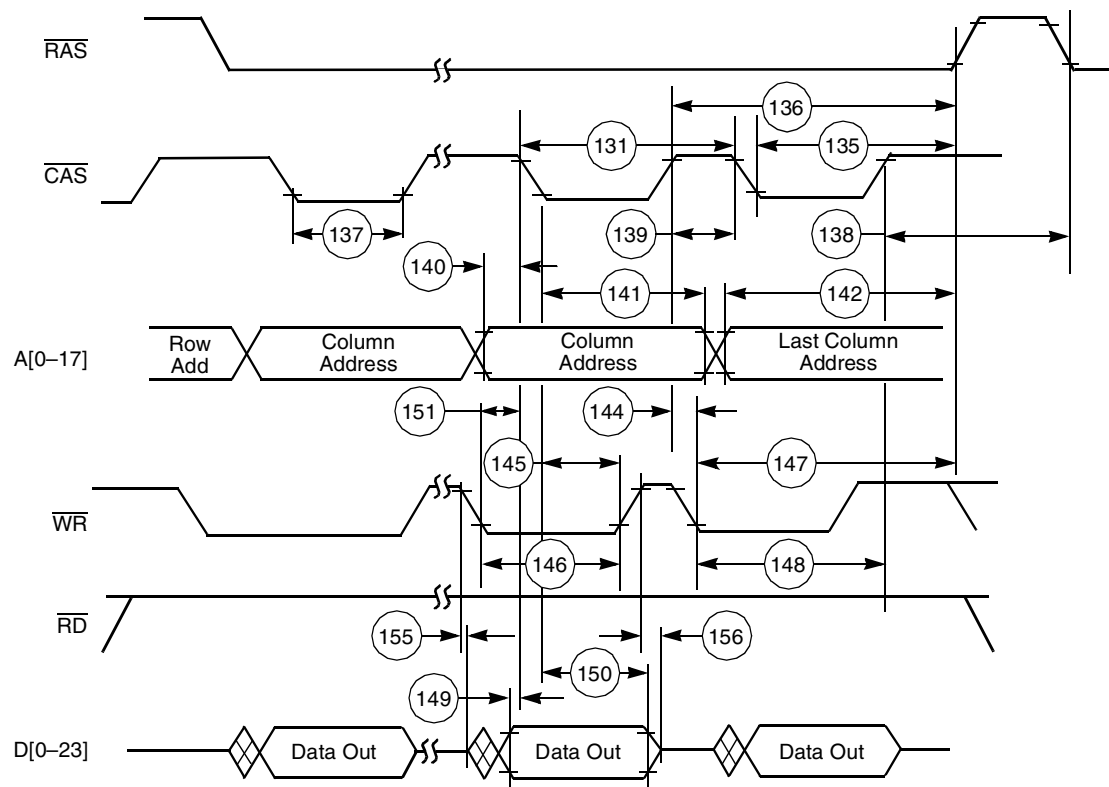 RAS
136
131
135
CAS
137
139
138
140
141
142
A[0–17]
Row
Add
Column
Address
Column
Address
Last Column
Address
151
144
145
147
WR
146
148
RD
155
156
150
149
D[0–23]
Data Out
Data Out
Data Out